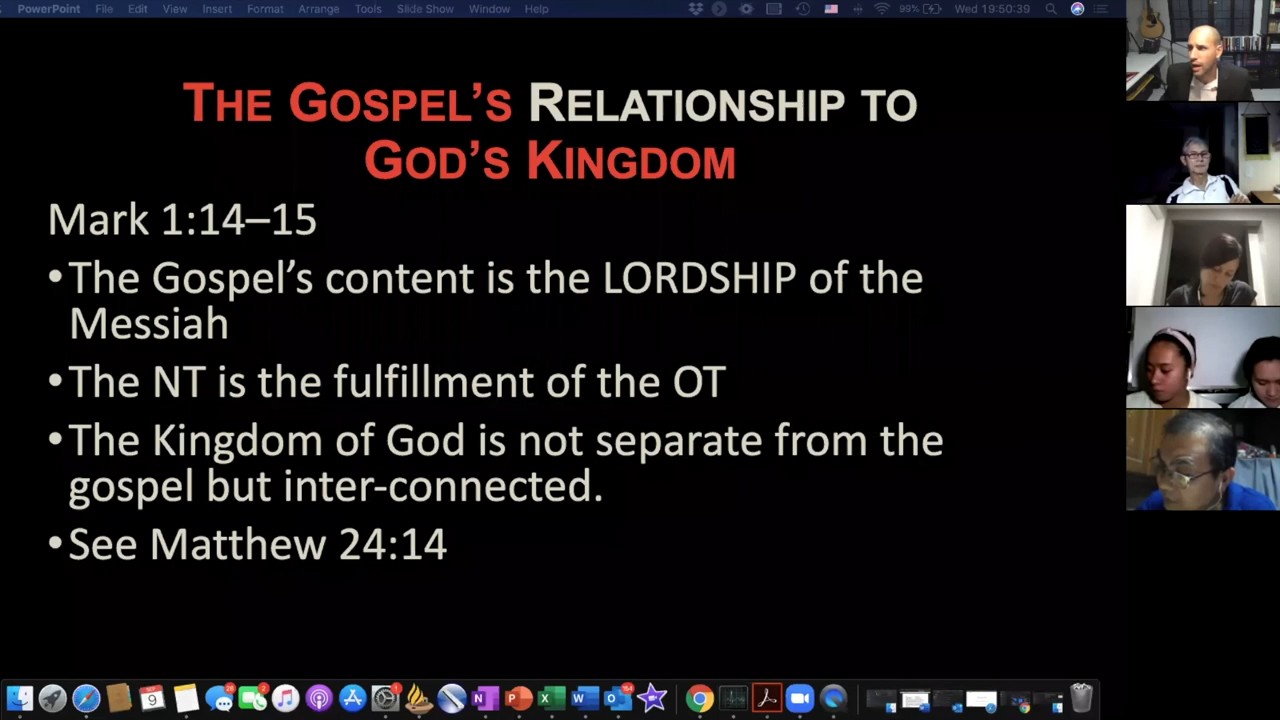 PowerPoint File Edit View Insert Format Arrange Tools Slide Show Window Help 99% Wed 19:50:39
THE GOSPEL'S RELATIONSHIP TO
GOD'S KINGDOM
Mark 1:14–15
•The Gospel's content is the LORDSHIP of the
Messiah
•The NT is the fulfillment of the OT
•The Kingdom of God is not separate from the
gospel but inter-connected.
•See Matthew 24:14
9